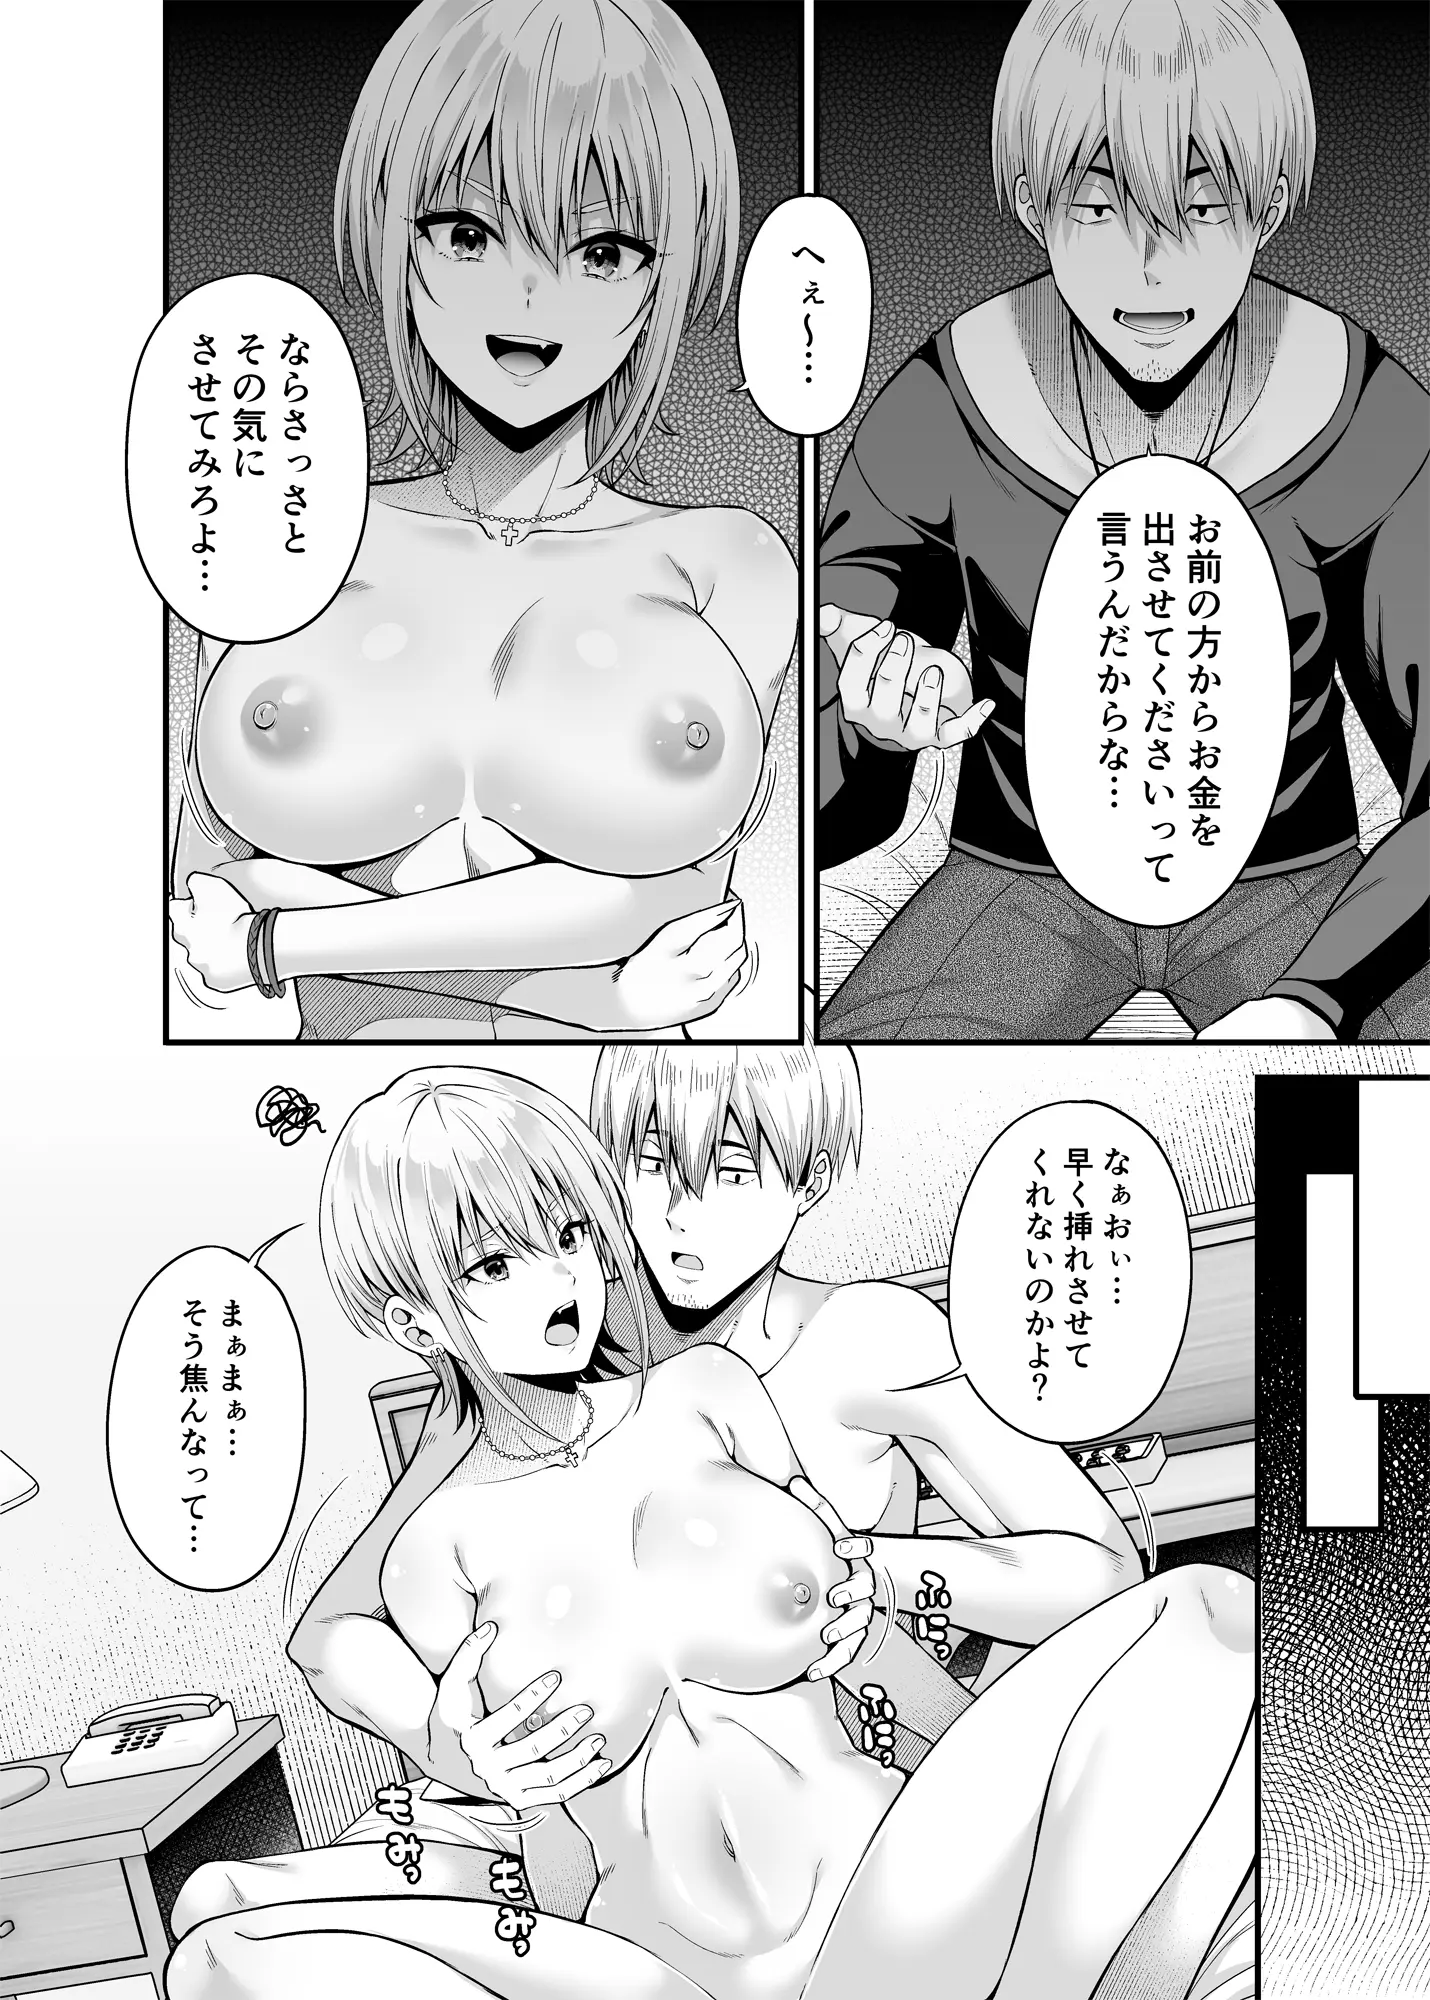 お前の方からお金を
出させてくださいって
言うんだからな…
へぇ～…
ならさっさと
その気に
させてみろよ…
なぁおぃ…
早く挿れさせて
くれないのかよ？
まぁまぁ…
そう焦んなって…
ぷにっ
ぷにっ
もみっ
もみっ